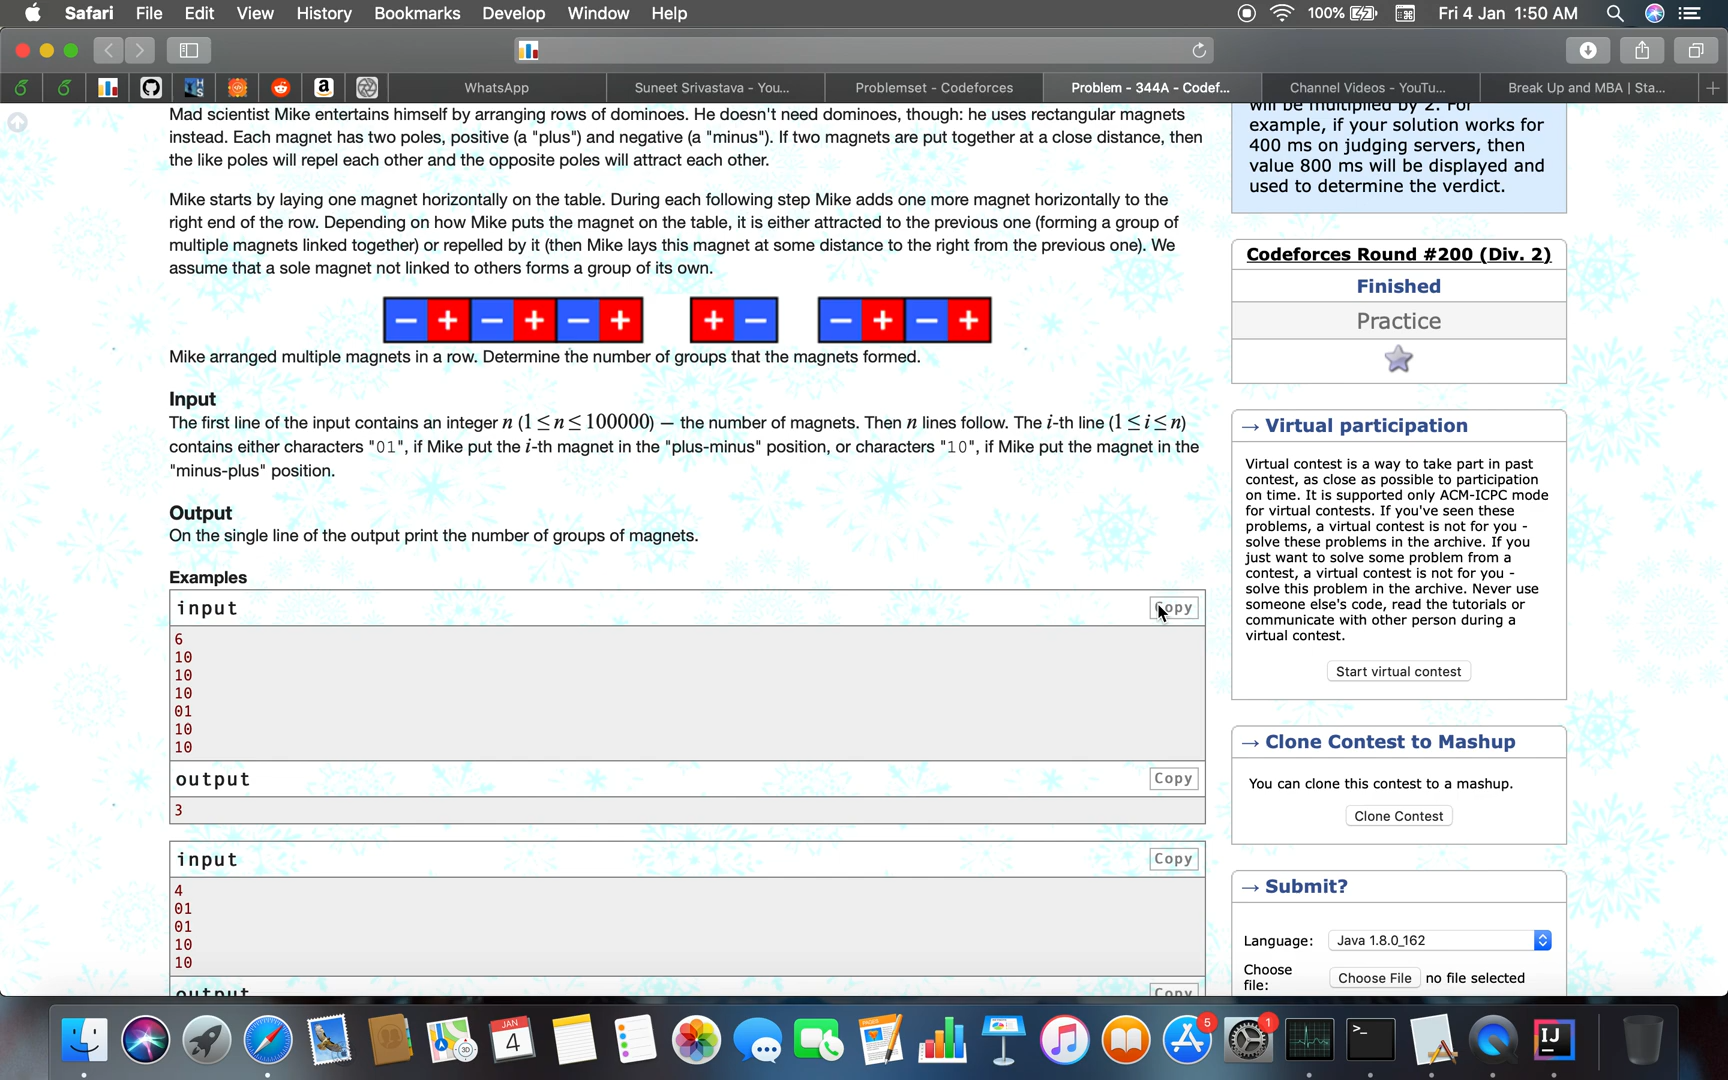 Safari File Edit View History Bookmarks Develop Window Help 100% Fri 4 Jan 1:50 AM
WhatsApp Suneet Srivastava - You... Problemset - Codeforces Problem - 344A - Codef... Channel Videos - YouTu... Break Up and MBA | Sta...
Mad scientist Mike entertains himself by arranging rows of dominoes. He doesn't need dominoes, though: he uses rectangular magnets
instead. Each magnet has two poles, positive (a "plus") and negative (a "minus"). If two magnets are put together at a close distance, then
the like poles will repel each other and the opposite poles will attract each other.
Mike starts by laying one magnet horizontally on the table. During each following step Mike adds one more magnet horizontally to the
right end of the row. Depending on how Mike puts the magnet on the table, it is either attracted to the previous one (forming a group of
multiple magnets linked together) or repelled by it (then Mike lays this magnet at some distance to the right from the previous one). We
assume that a sole magnet not linked to others forms a group of its own.
− + − + − + + − − + − +
Mike arranged multiple magnets in a row. Determine the number of groups that the magnets formed.
Input
The first line of the input contains an integer n (1 ≤ n ≤ 100000) — the number of magnets. Then n lines follow. The i-th line (1 ≤ i ≤ n)
contains either characters "01", if Mike put the i-th magnet in the "plus-minus" position, or characters "10", if Mike put the magnet in the
"minus-plus" position.
Output
On the single line of the output print the number of groups of magnets.
Examples
input Copy
6
10
10
10
01
10
10
output Copy
3
input Copy
4
01
01
10
10
output Copy
will be multiplied by 2. For
example, if your solution works for
400 ms on judging servers, then
value 800 ms will be displayed and
used to determine the verdict.
Codeforces Round #200 (Div. 2)
Finished
Practice
→ Virtual participation
Virtual contest is a way to take part in past
contest, as close as possible to participation
on time. It is supported only ACM-ICPC mode
for virtual contests. If you've seen these
problems, a virtual contest is not for you -
solve these problems in the archive. If you
just want to solve some problem from a
contest, a virtual contest is not for you -
solve this problem in the archive. Never use
someone else's code, read the tutorials or
communicate with other person during a
virtual contest.
Start virtual contest
→ Clone Contest to Mashup
You can clone this contest to a mashup.
Clone Contest
→ Submit?
Language: Java 1.8.0_162
Choose
file: Choose File no file selected
JAN
4
3D
PAGES
5
1
>_
IJ